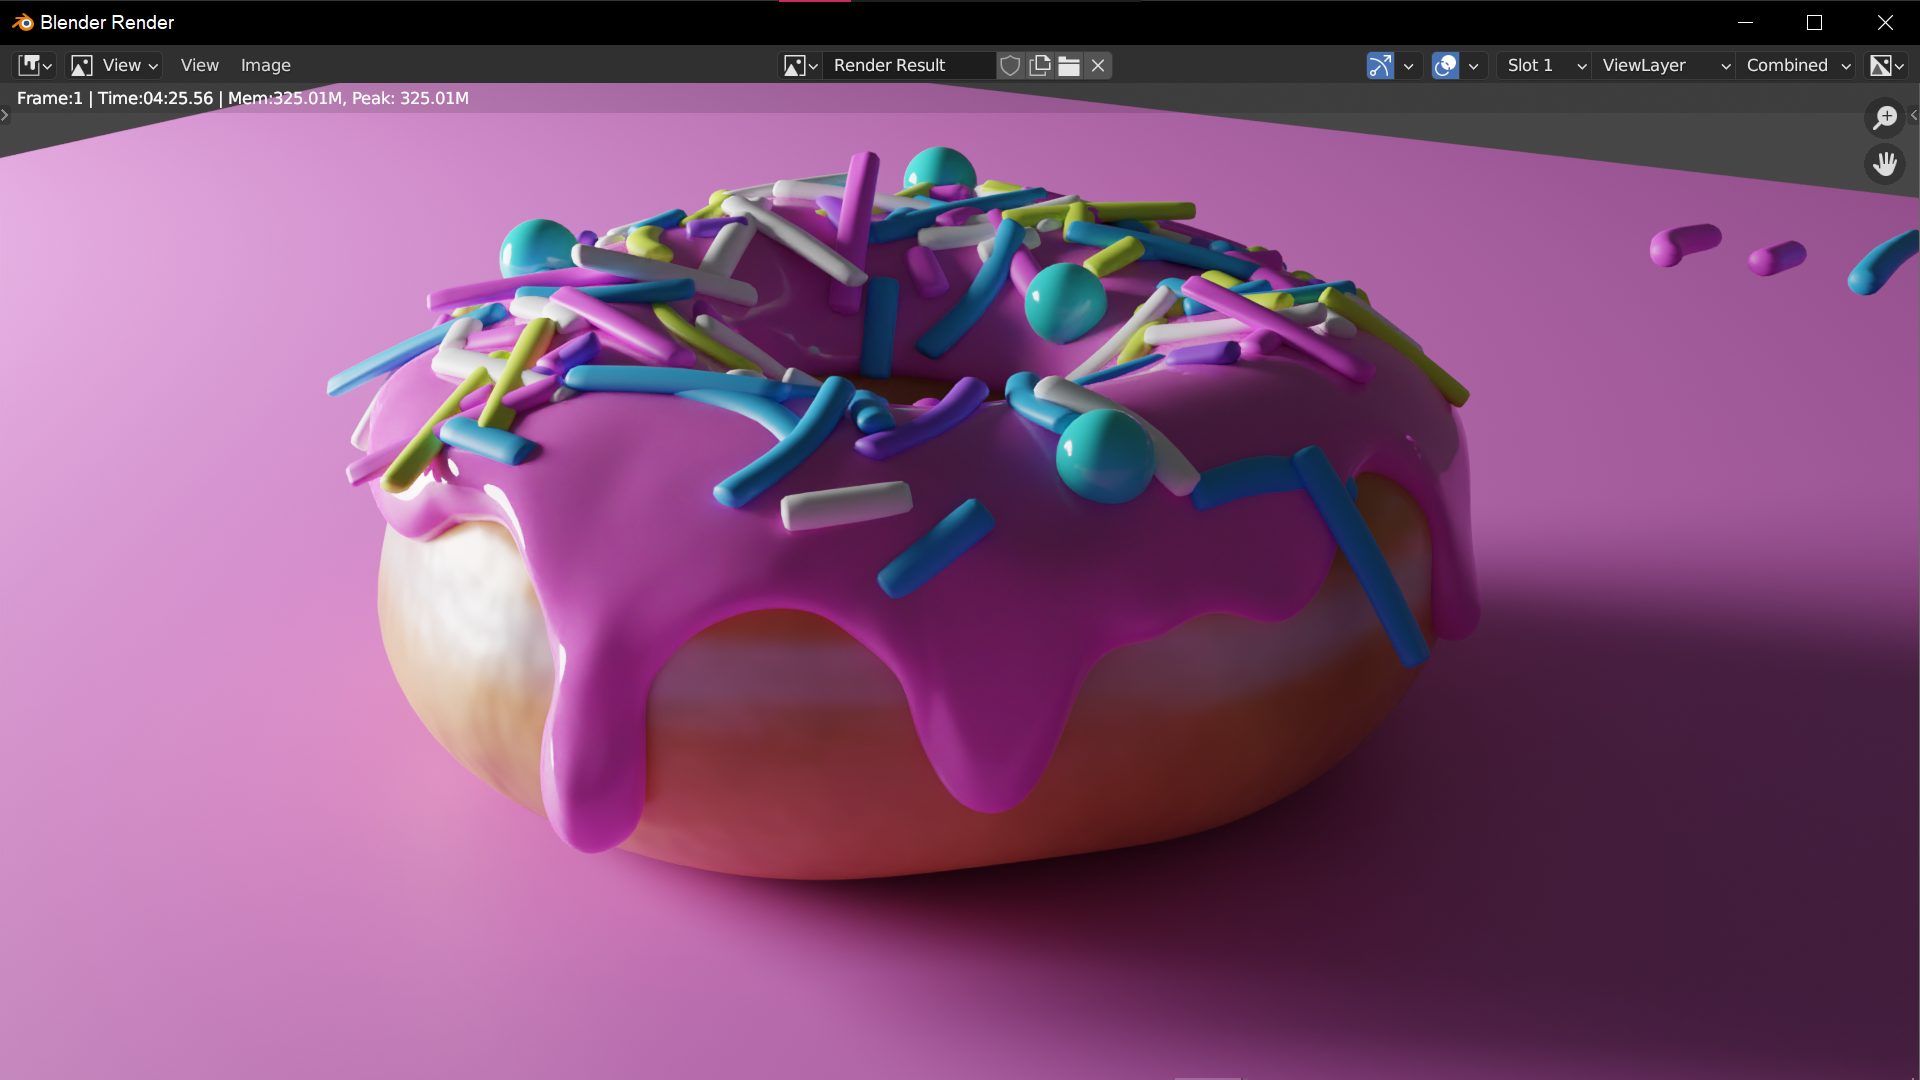 Blender Render
View View Image Render Result Slot 1 ViewLayer Combined
Frame:1 | Time:04:25.56 | Mem:325.01M, Peak: 325.01M